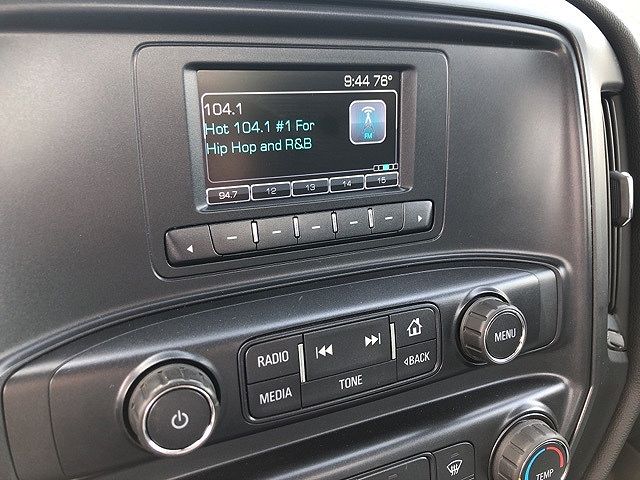 9:44 76°
104.1
Hot 104.1 #1 For
Hip Hop and R&B
FM
94.7 12 13 14 15
RADIO
MEDIA
TONE
BACK
MENU
TEMP